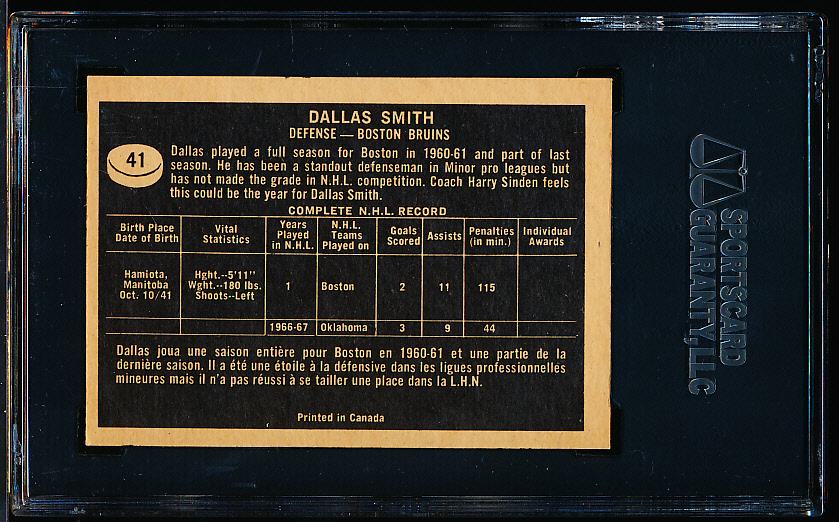 DALLAS SMITH
DEFENSE — BOSTON BRUINS
41
Dallas played a full season for Boston in 1960-61 and part of last
season. He has been a standout defenseman in Minor pro leagues but
has not made the grade in N.H.L. competition. Coach Harry Sinden feels
this could be the year for Dallas Smith.
COMPLETE N.H.L. RECORD
Birth Place Date of Birth | Vital Statistics | Years Played in N.H.L. | N.H.L. Teams Played on | Goals Scored | Assists | Penalties (in min.) | Individual Awards
Hamiota, Manitoba Oct. 10/41 | Hght.--5'11" Wght.--180 lbs. Shoots--Left | 1 | Boston | 2 | 11 | 115
1966-67 | Oklahoma | 3 | 9 | 44
Dallas joua une saison entière pour Boston en 1960-61 et une partie de la
dernière saison. Il a été une étoile à la défensive dans les ligues professionnelles
mineures mais il n'a pas réussi à se tailler une place dans la L.H.N.
Printed in Canada
SPORTSCARD
GUARANTY, LLC